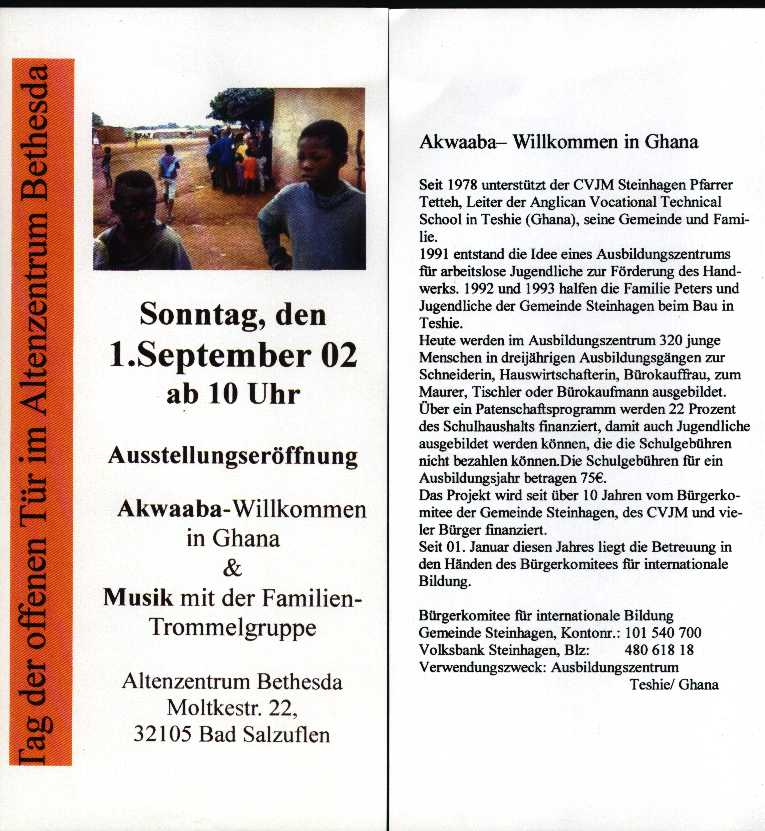 Tag der offenen Tür im Altenzentrum Bethesda
Sonntag, den
1.September 02
ab 10 Uhr
Ausstellungseröffnung
Akwaaba-Willkommen
in Ghana
&
Musik mit der Familien-
Trommelgruppe
Altenzentrum Bethesda
Moltkestr. 22,
32105 Bad Salzuflen
Akwaaba– Willkommen in Ghana
Seit 1978 unterstützt der CVJM Steinhagen Pfarrer
Tetteh, Leiter der Anglican Vocational Technical
School in Teshie (Ghana), seine Gemeinde und Fami-
lie.
1991 entstand die Idee eines Ausbildungszentrums
für arbeitslose Jugendliche zur Förderung des Hand-
werks. 1992 und 1993 halfen die Familie Peters und
Jugendliche der Gemeinde Steinhagen beim Bau in
Teshie.
Heute werden im Ausbildungszentrum 320 junge
Menschen in dreijährigen Ausbildungsgängen zur
Schneiderin, Hauswirtschafterin, Bürokauffrau, zum
Maurer, Tischler oder Bürokaufmann ausgebildet.
Über ein Patenschaftsprogramm werden 22 Prozent
des Schulhaushalts finanziert, damit auch Jugendliche
ausgebildet werden können, die die Schulgebühren
nicht bezahlen können.Die Schulgebühren für ein
Ausbildungsjahr betragen 75€.
Das Projekt wird seit über 10 Jahren vom Bürgerko-
mitee der Gemeinde Steinhagen, des CVJM und vie-
ler Bürger finanziert.
Seit 01. Januar diesen Jahres liegt die Betreuung in
den Händen des Bürgerkomitees für internationale
Bildung.
Bürgerkomitee für internationale Bildung
Gemeinde Steinhagen, Kontonr.: 101 540 700
Volksbank Steinhagen, Blz: 480 618 18
Verwendungszweck: Ausbildungszentrum
Teshie/ Ghana